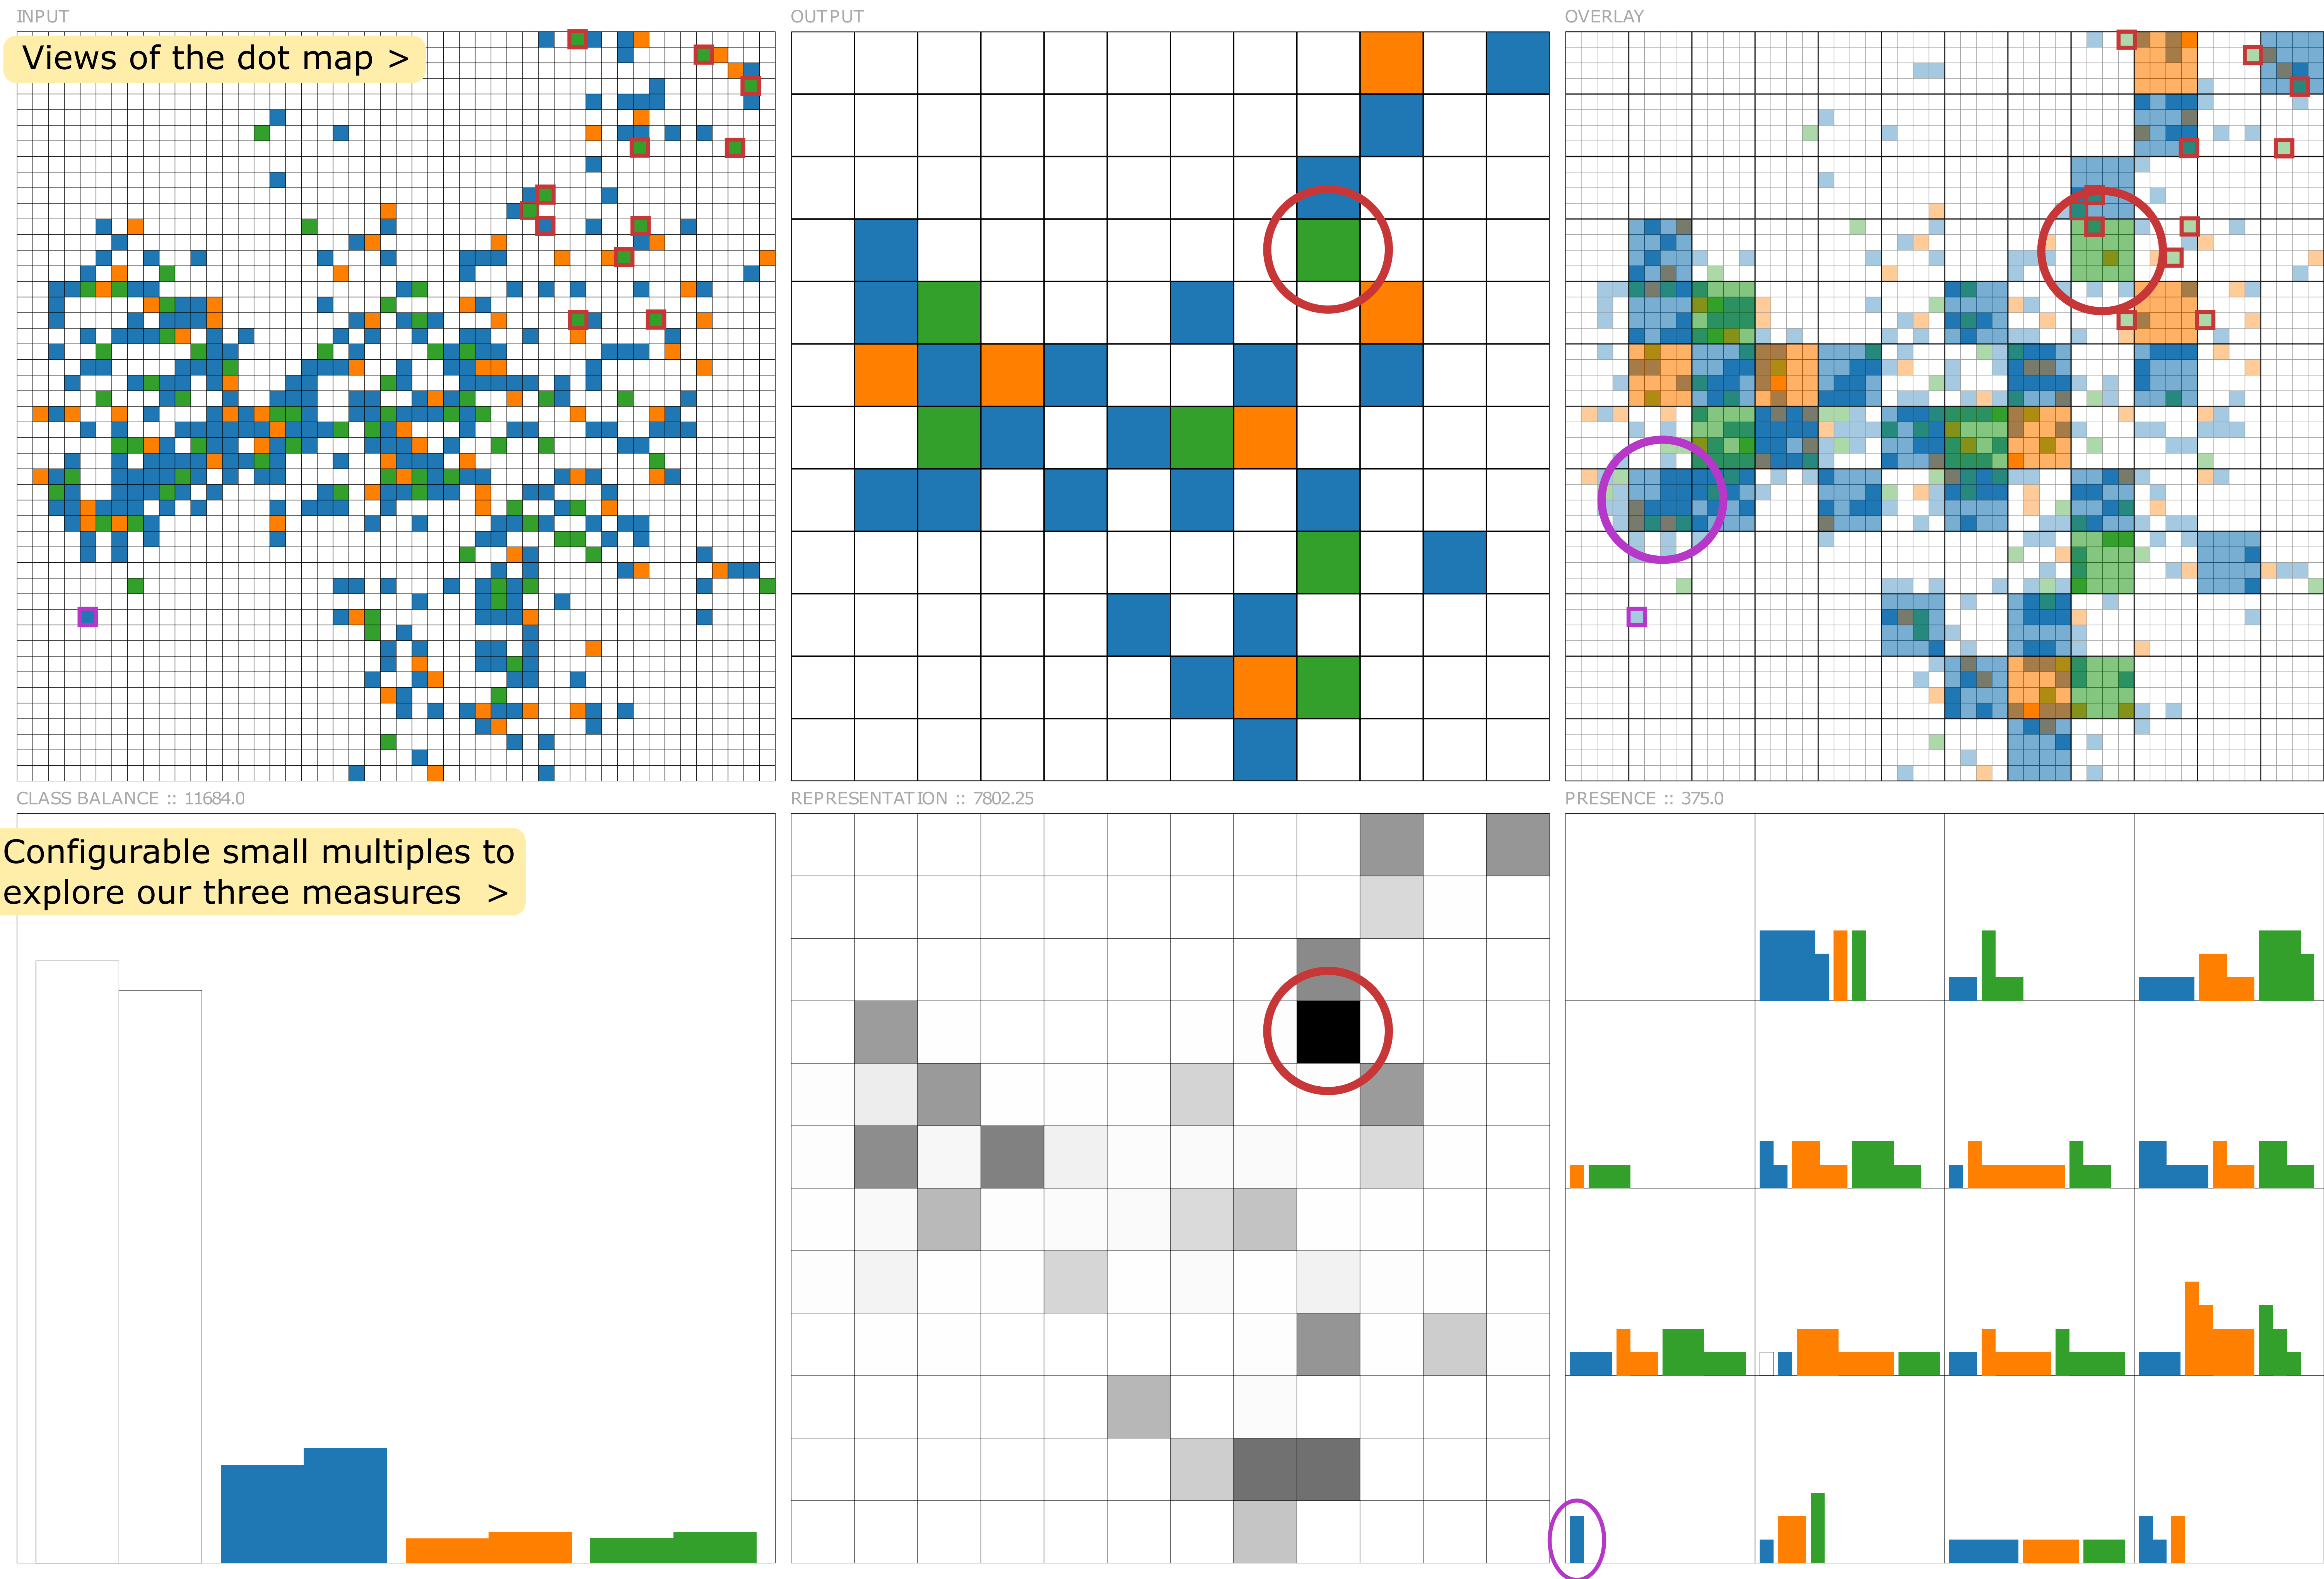 INPUT
OUTPUT
OVERLAY
Views of the dot map >
CLASS BALANCE :: 11684.0
REPRESENTATION :: 7802.25
PRESENCE :: 375.0
Configurable small multiples to
explore our three measures >